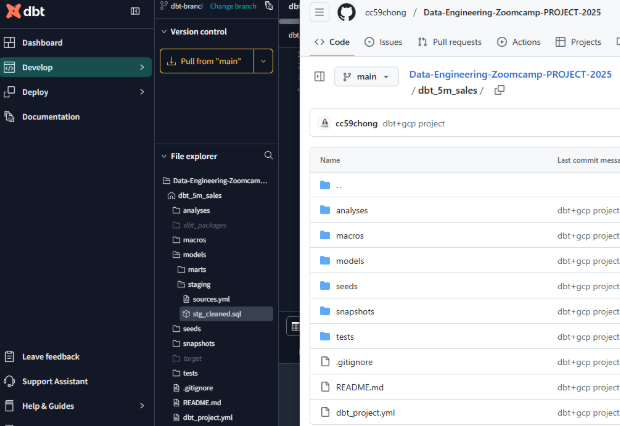 dbt
Dashboard
Develop
Deploy
Documentation
Leave feedback
Support Assistant
Help & Guides
dbt-branch
Change branch
Version control
Pull from "main"
File explorer
Data-Engineering-Zoomcam...
dbt_5m_sales
analyses
dbt_packages
macros
models
marts
staging
sources.yml
stg_cleaned.sql
seeds
snapshots
target
tests
.gitignore
README.md
dbt_project.yml
cc59chong / Data-Engineering-Zoomcamp-PROJECT-2025
Code Issues Pull requests Actions Projects
main
Data-Engineering-Zoomcamp-PROJECT-2025
/ dbt_5m_sales /
cc59chong dbt+gcp project
Name Last commit messa
..
analyses dbt+gcp project
macros dbt+gcp project
models dbt+gcp project
seeds dbt+gcp project
snapshots dbt+gcp project
tests dbt+gcp project
.gitignore dbt+gcp project
README.md dbt+gcp project
dbt_project.yml dbt+gcp project